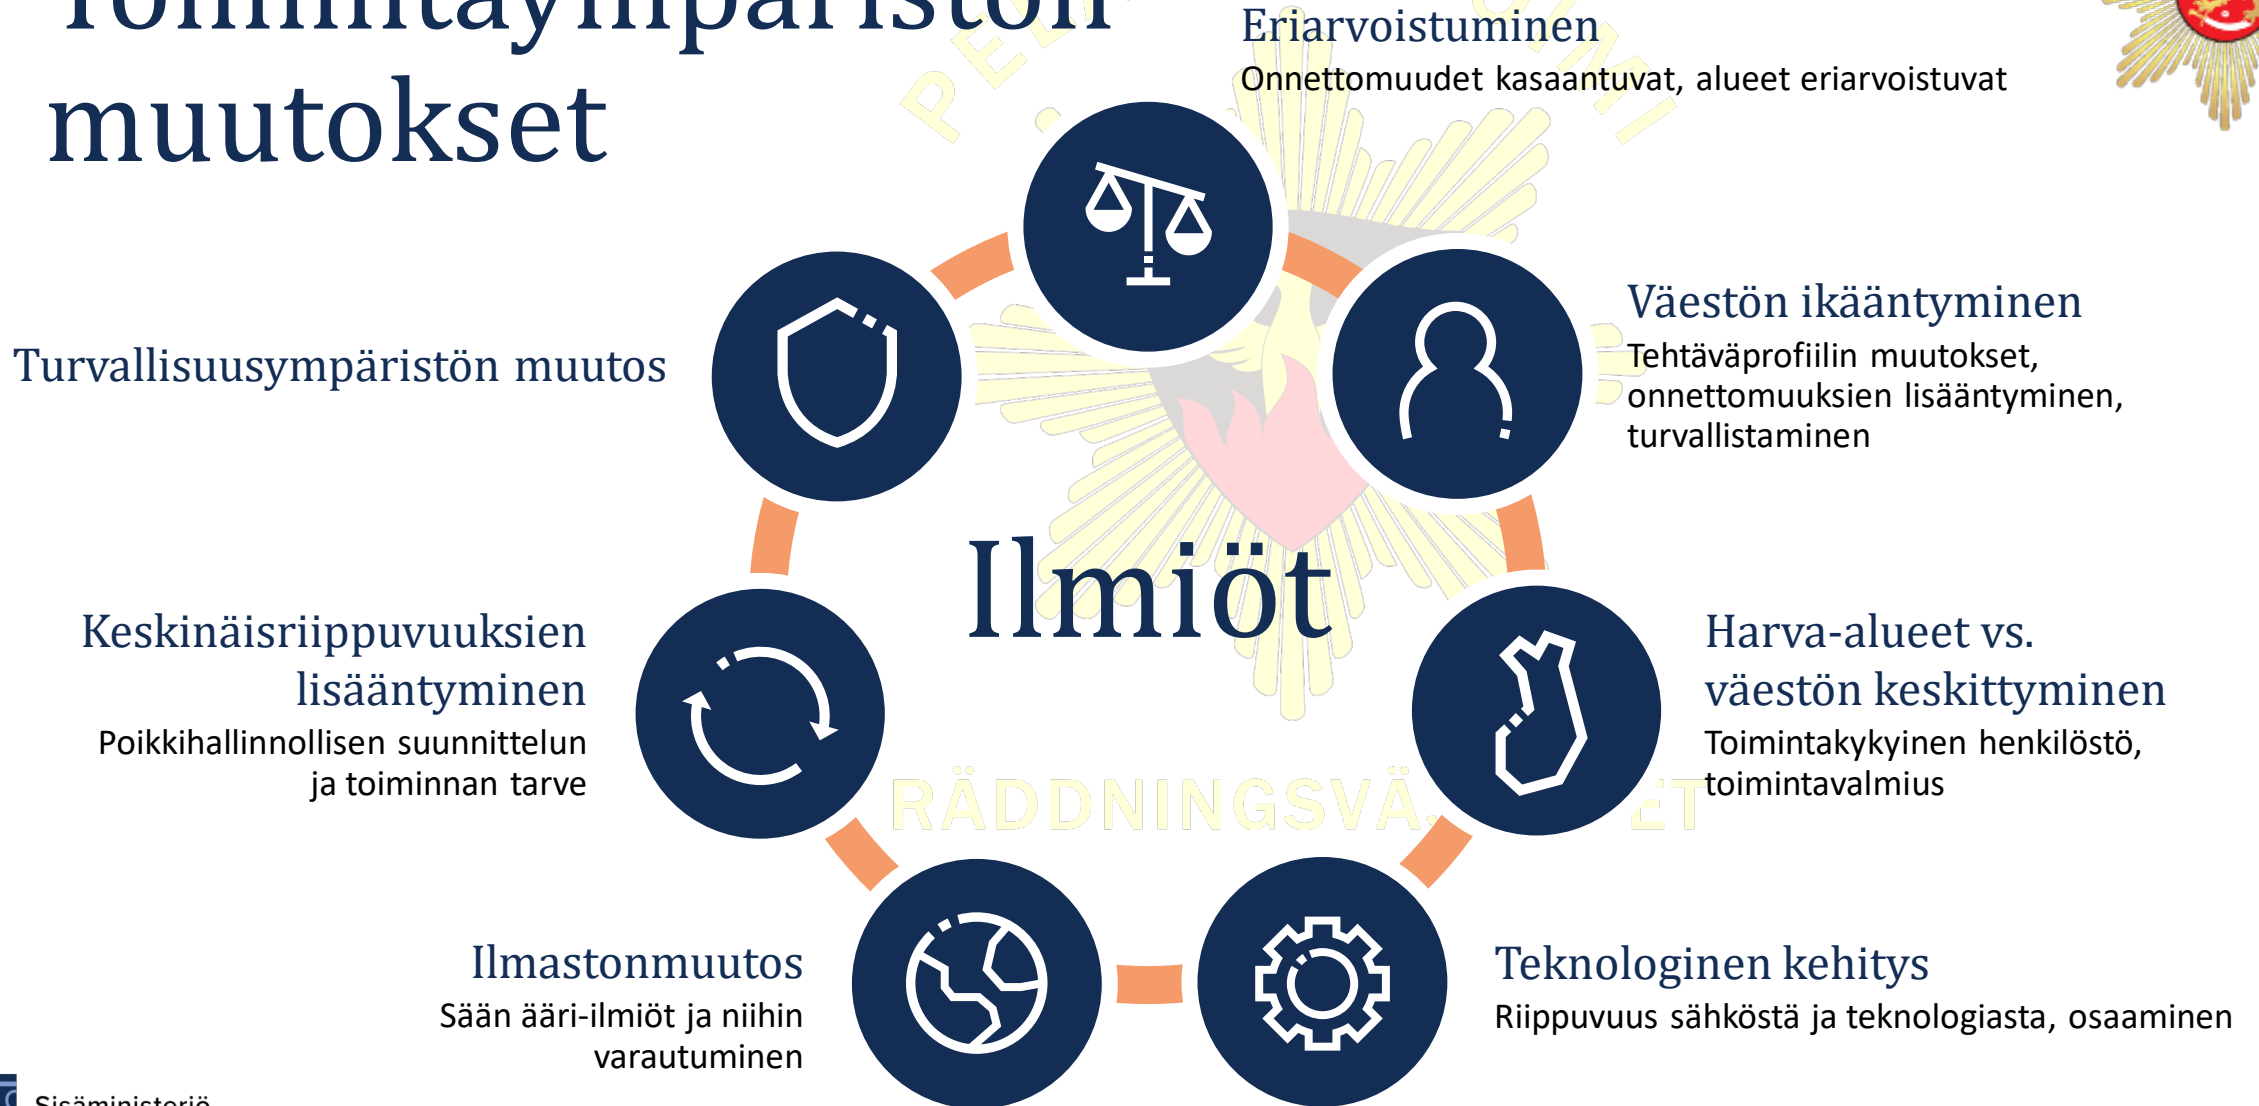 Toimintaympäristön
muutokset
Eriarvoistuminen
Onnettomuudet kasaantuvat, alueet eriarvoistuvat
Väestön ikääntyminen
Tehtäväprofiilin muutokset,
onnettomuuksien lisääntyminen,
turvallistaminen
Turvallisuusympäristön muutos
Ilmiöt
Keskinäisriippuvuuksien
lisääntyminen
Poikkihallinnollisen suunnittelun
ja toiminnan tarve
Harva-alueet vs.
väestön keskittyminen
Toimintakykyinen henkilöstö,
toimintavalmius
Ilmastonmuutos
Sään ääri-ilmiöt ja niihin
varautuminen
Teknologinen kehitys
Riippuvuus sähköstä ja teknologiasta, osaaminen
Sisäministeriö